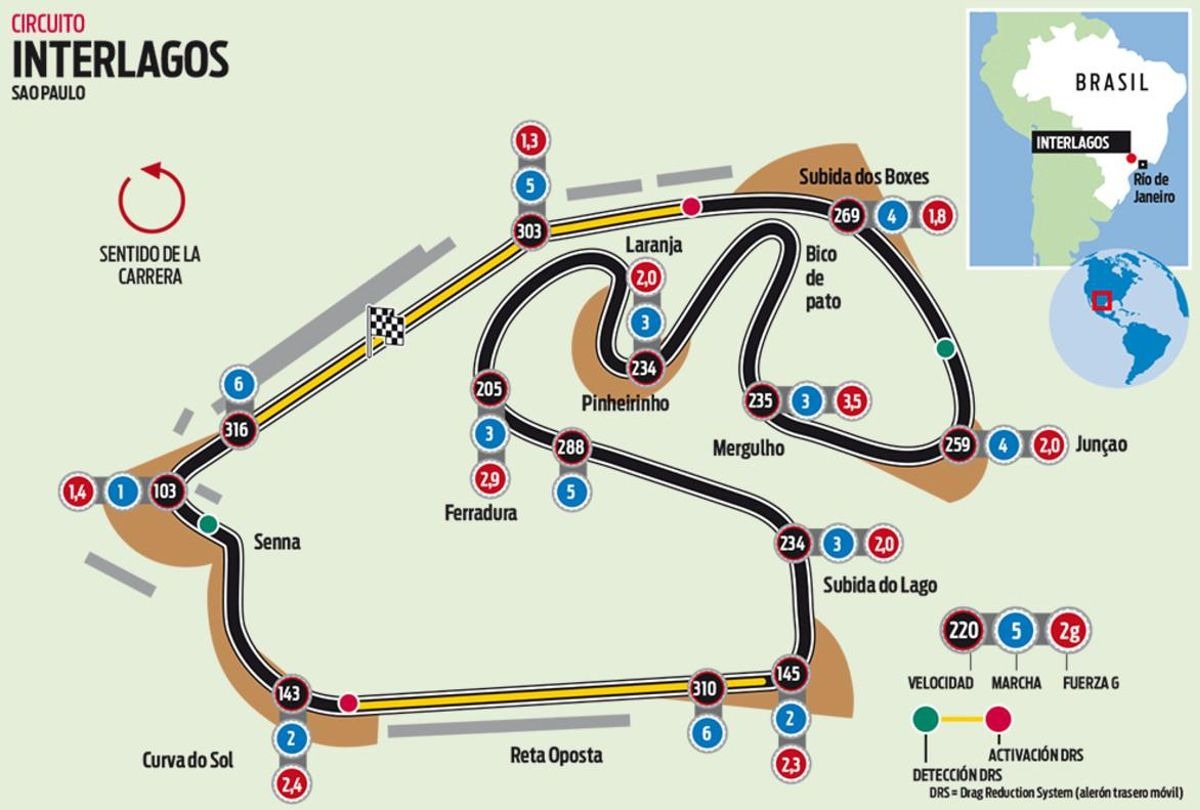 CIRCUITO
INTERLAGOS
SAO PAULO
SENTIDO DE LA
CARRERA
BRASIL
INTERLAGOS
Rio de
Janeiro
1,3
5
303
Subida dos Boxes
269 4 1,8
Laranja
2,0
3
234
Pinheirinho
Bico
de
pato
6
316
205
3
2,9
Ferradura
288
5
235 3 3,5
Mergulho
259 4 2,0 Junçao
1,4 1 103
Senna
234 3 2,0
Subida do Lago
143
2
2,4
Curva do Sol
Reta Oposta
310
6
145
2
2,3
220 5 2g
VELOCIDAD MARCHA FUERZA G
ACTIVACIÓN DRS
DETECCIÓN DRS
DRS = Drag Reduction System (alerón trasero móvil)